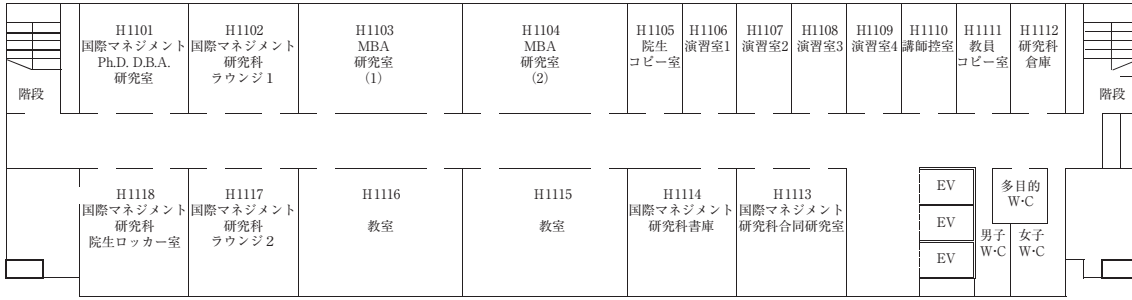 H1101
国際マネジメント
Ph.D. D.B.A.
研究室
H1102
国際マネジメント
研究科
ラウンジ1
H1103
MBA
研究室
(1)
H1104
MBA
研究室
(2)
H1105
院生
コピー室
H1106
演習室1
H1107
演習室2
H1108
演習室3
H1109
演習室4
H1110
講師控室
H1111
教員
コピー室
H1112
研究科
倉庫
階段
階段
H1118
国際マネジメント
研究科
院生ロッカー室
H1117
国際マネジメント
研究科
ラウンジ2
H1116
教室
H1115
教室
H1114
国際マネジメント
研究科書庫
H1113
国際マネジメント
研究科合同研究室
EV
EV
EV
多目的
W·C
男子
W·C
女子
W·C